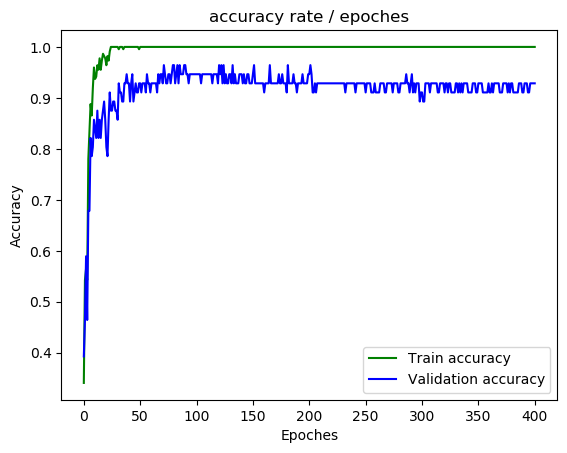 accuracy rate / epoches
1.0
0.9
0.8
0.7
0.6
0.5
0.4
Accuracy
Train accuracy
Validation accuracy
0 50 100 150 200 250 300 350 400
Epoches